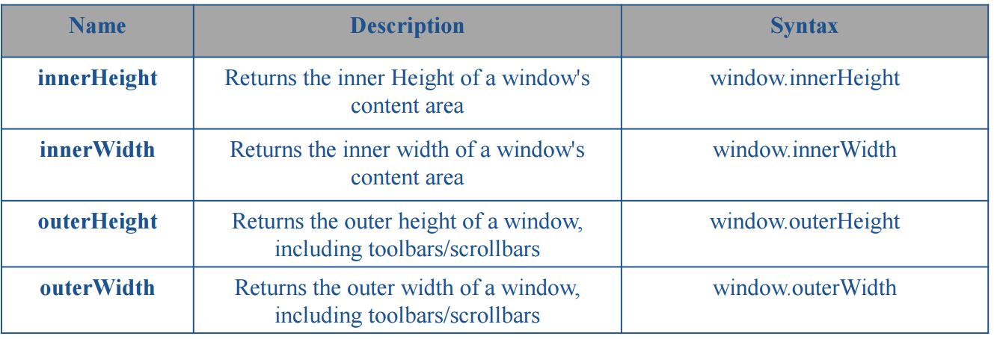 Name Description Syntax
innerHeight Returns the inner Height of a window's window.innerHeight
content area
innerWidth Returns the inner width of a window's window.innerWidth
content area
outerHeight Returns the outer height of a window, window.outerHeight
including toolbars/scrollbars
outerWidth Returns the outer width of a window, window.outerWidth
including toolbars/scrollbars